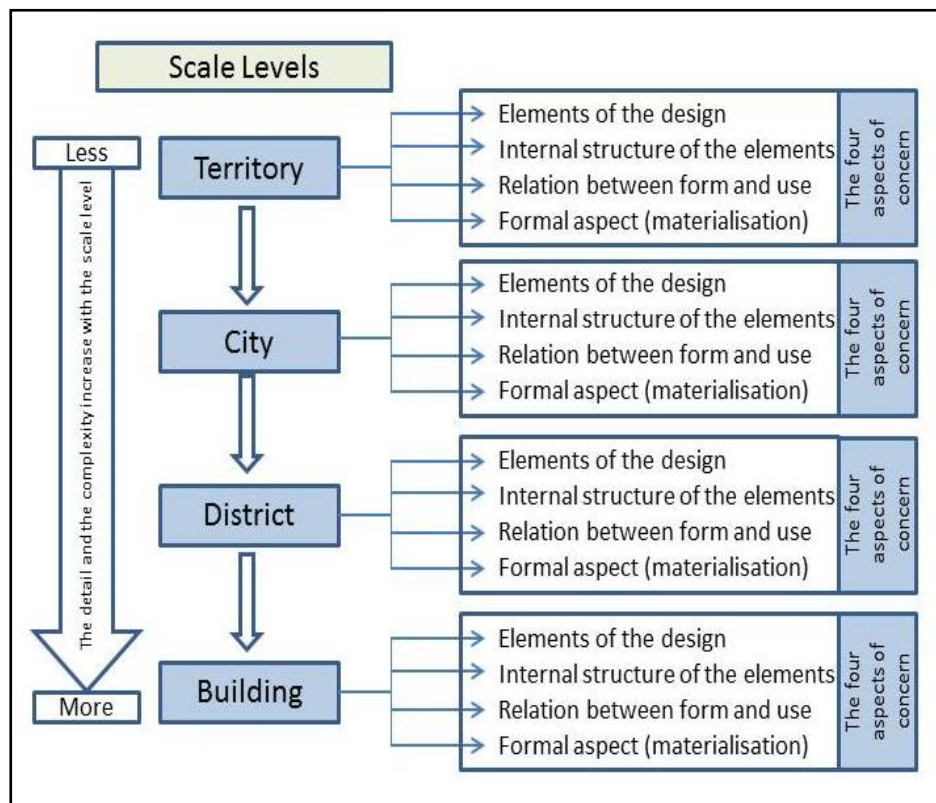 Scale Levels
Less
The detail and the complexity increase with the scale level
More
Territory
Elements of the design
Internal structure of the elements
Relation between form and use
Formal aspect (materialisation)
The four
aspects of
concern
City
Elements of the design
Internal structure of the elements
Relation between form and use
Formal aspect (materialisation)
The four
aspects of
concern
District
Elements of the design
Internal structure of the elements
Relation between form and use
Formal aspect (materialisation)
The four
aspects of
concern
Building
Elements of the design
Internal structure of the elements
Relation between form and use
Formal aspect (materialisation)
The four
aspects of
concern